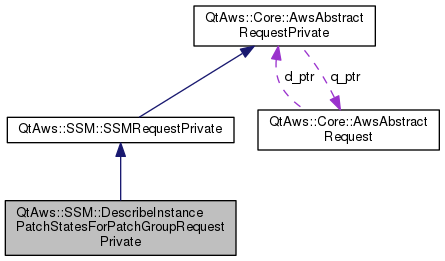 QtAws::Core::AwsAbstract
RequestPrivate
d_ptr
q_ptr
QtAws::SSM::SSMRequestPrivate
QtAws::Core::AwsAbstract
Request
QtAws::SSM::DescribeInstance
PatchStatesForPatchGroupRequest
Private